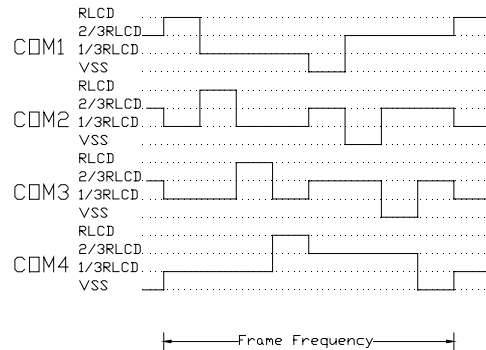 RLCD
2/3RLCD
COM1
1/3RLCD
VSS
RLCD
2/3RLCD
COM2
1/3RLCD
VSS
RLCD
2/3RLCD
COM3
1/3RLCD
VSS
RLCD
2/3RLCD
COM4
1/3RLCD
VSS
Frame Frequency